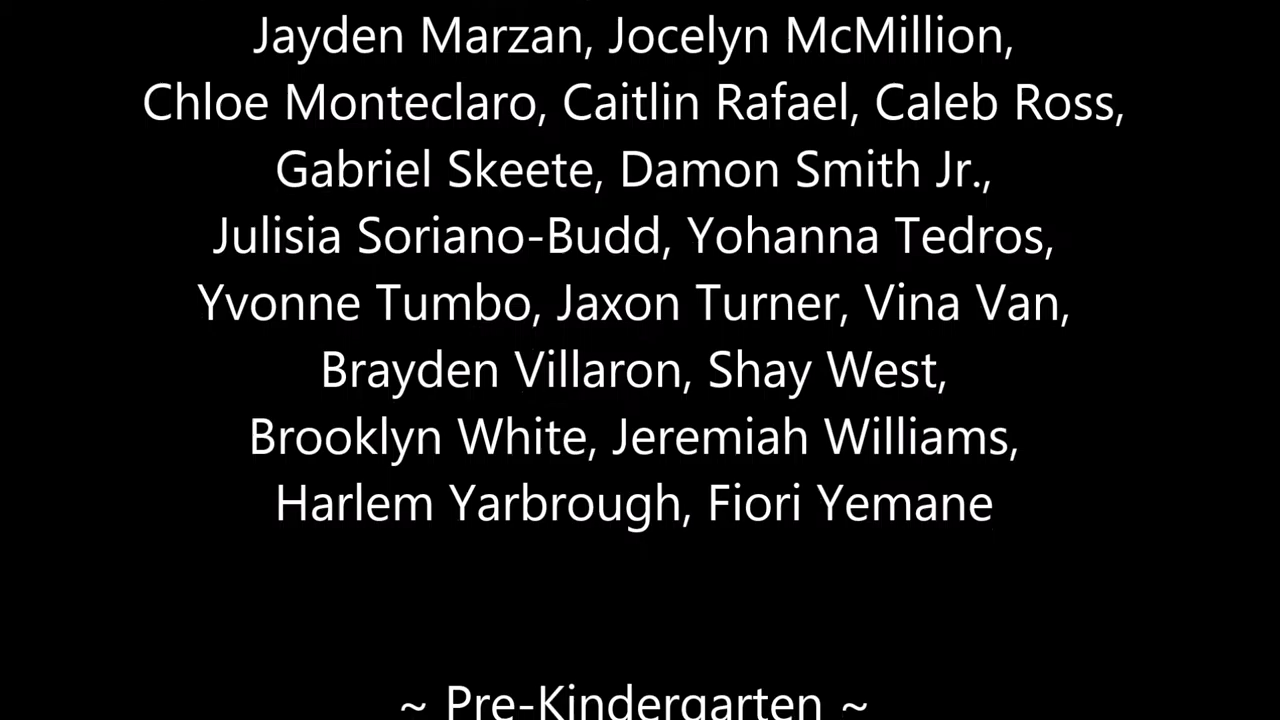 Jayden Marzan, Jocelyn McMillion,
Chloe Monteclaro, Caitlin Rafael, Caleb Ross,
Gabriel Skeete, Damon Smith Jr.,
Julisia Soriano-Budd, Yohanna Tedros,
Yvonne Tumbo, Jaxon Turner, Vina Van,
Brayden Villaron, Shay West,
Brooklyn White, Jeremiah Williams,
Harlem Yarbrough, Fiori Yemane
~ Pre-Kindergarten ~